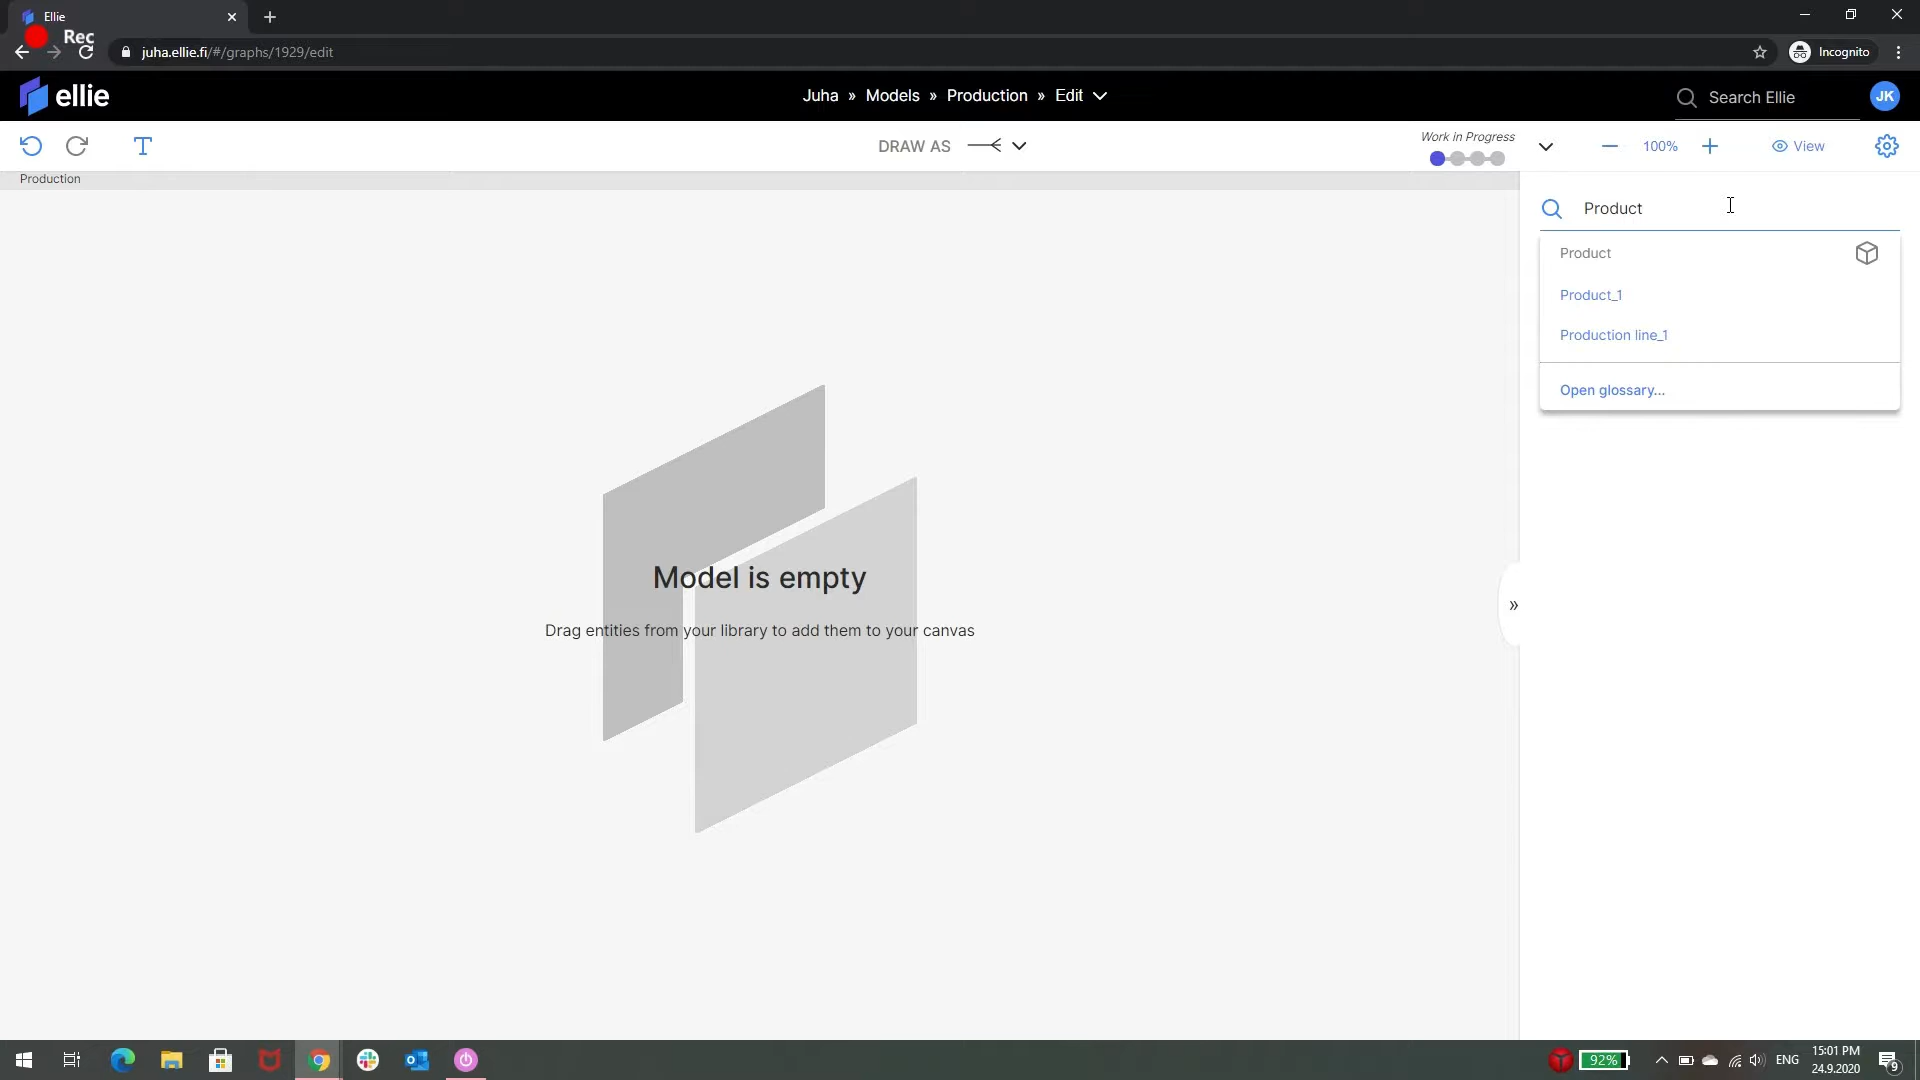 Ellie
Rec
juha.ellie.fi/#/graphs/1929/edit
Incognito
ellie
Juha » Models » Production » Edit
Search Ellie
JK
T
DRAW AS
Work in Progress
100%
View
Production
Product
Product
Product_1
Production line_1
Open glossary...
Model is empty
Drag entities from your library to add them to your canvas
»
92%
ENG
15:01 PM
24.9.2020
9